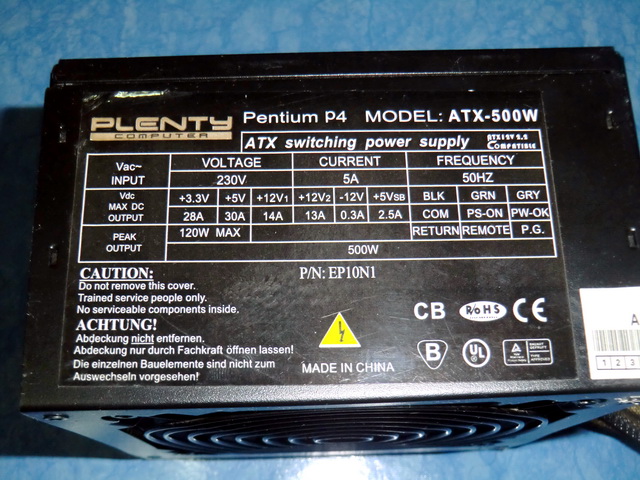 PLENTY
COMPUTER
Pentium P4 MODEL: ATX-500W
ATX switching power supply
ATX12V 2.2
COMPATIBLE
Vac~ INPUT VOLTAGE CURRENT FREQUENCY
230V 5A 50HZ
Vdc MAX DC OUTPUT +3.3V +5V +12V1 +12V2 -12V +5VSB BLK GRN GRY
28A 30A 14A 13A 0.3A 2.5A COM PS-ON PW-OK
PEAK OUTPUT 120W MAX RETURN REMOTE P.G.
500W
CAUTION:
Do not remove this cover.
Trained service people only.
No serviceable components inside.
P/N: EP10N1
ACHTUNG!
Abdeckung nicht entfernen.
Abdeckung nur durch Fachkraft öffnen lassen!
Die einzelnen Bauelemente sind nicht zum
Auswechseln vorgesehen!
MADE IN CHINA
CB RoHS CE
B UL
A
1 2 3